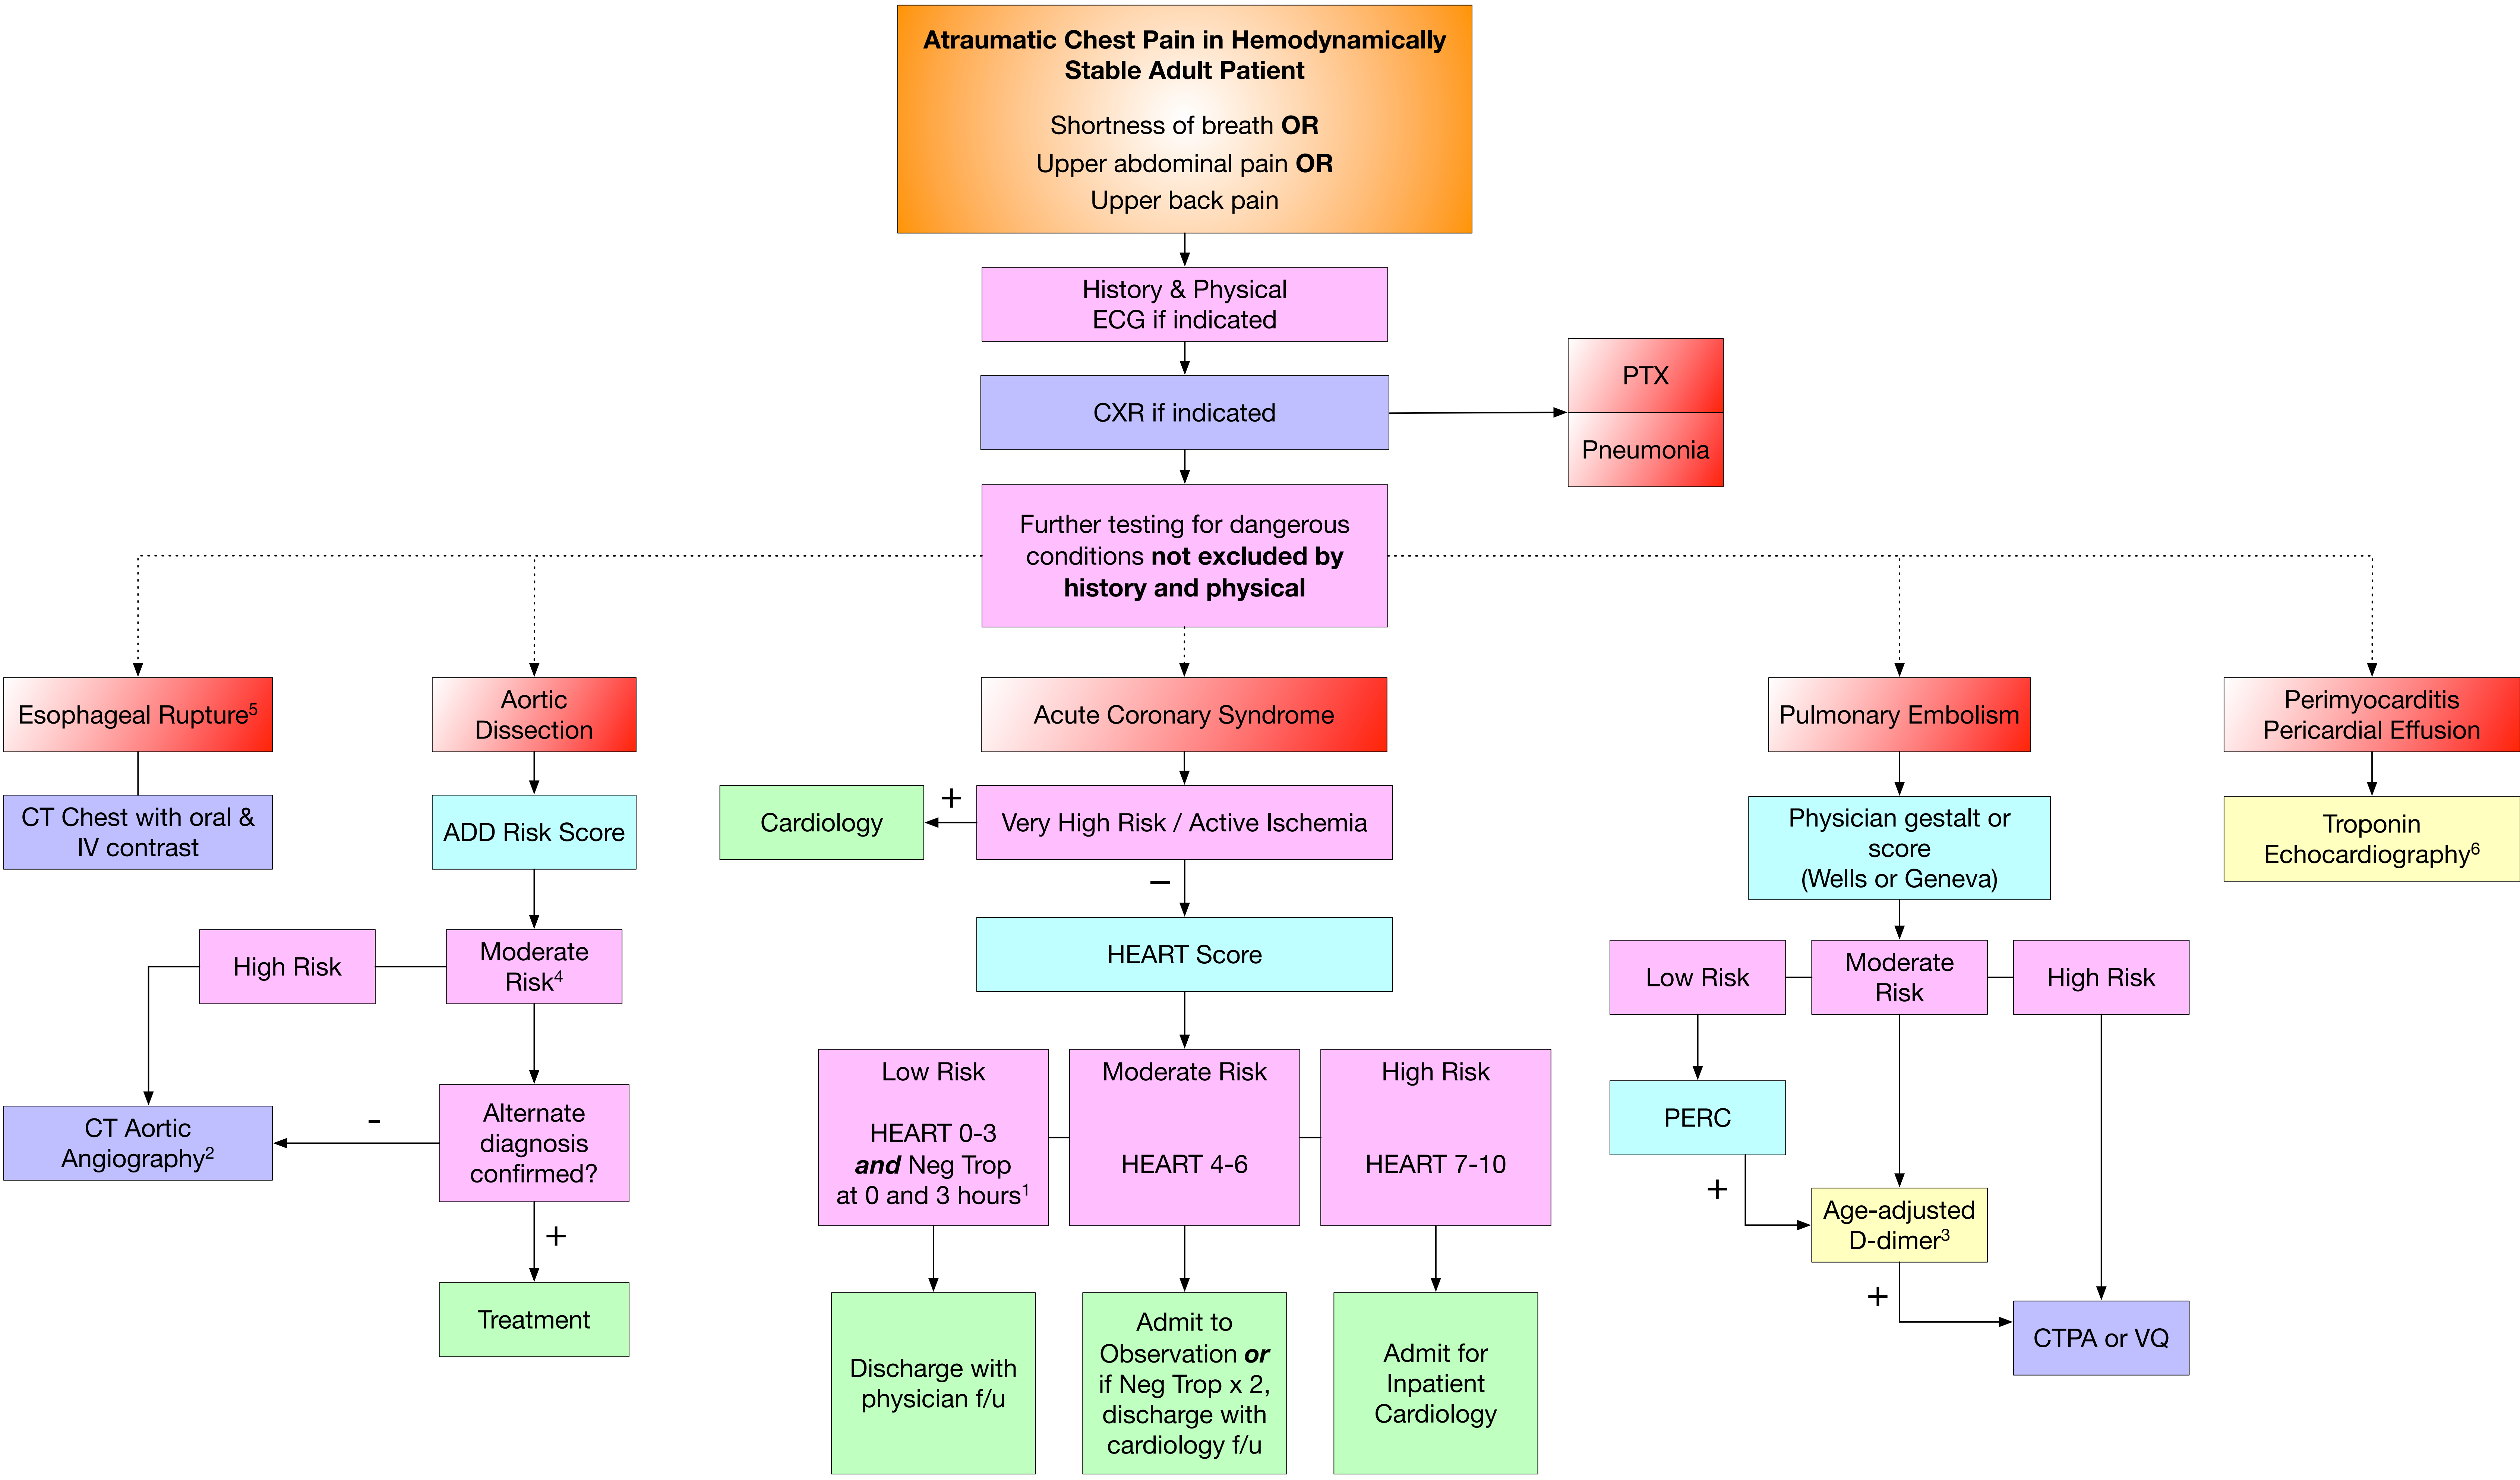 Atraumatic Chest Pain in Hemodynamically
Stable Adult Patient
Shortness of breath OR
Upper abdominal pain OR
Upper back pain
History & Physical
ECG if indicated
CXR if indicated
PTX
Pneumonia
Further testing for dangerous
conditions not excluded by
history and physical
Esophageal Rupture⁵
CT Chest with oral &
IV contrast
Aortic
Dissection
ADD Risk Score
High Risk
Moderate
Risk⁴
CT Aortic
Angiography²
-
Alternate
diagnosis
confirmed?
+
Treatment
Acute Coronary Syndrome
Cardiology
+
Very High Risk / Active Ischemia
–
HEART Score
Low Risk
HEART 0-3
and Neg Trop
at 0 and 3 hours¹
Moderate Risk
HEART 4-6
High Risk
HEART 7-10
Discharge with
physician f/u
Admit to
Observation or
if Neg Trop x 2,
discharge with
cardiology f/u
Admit for
Inpatient
Cardiology
Pulmonary Embolism
Physician gestalt or
score
(Wells or Geneva)
Low Risk
Moderate
Risk
High Risk
PERC
+
Age-adjusted
D-dimer³
+
CTPA or VQ
Perimyocarditis
Pericardial Effusion
Troponin
Echocardiography⁶